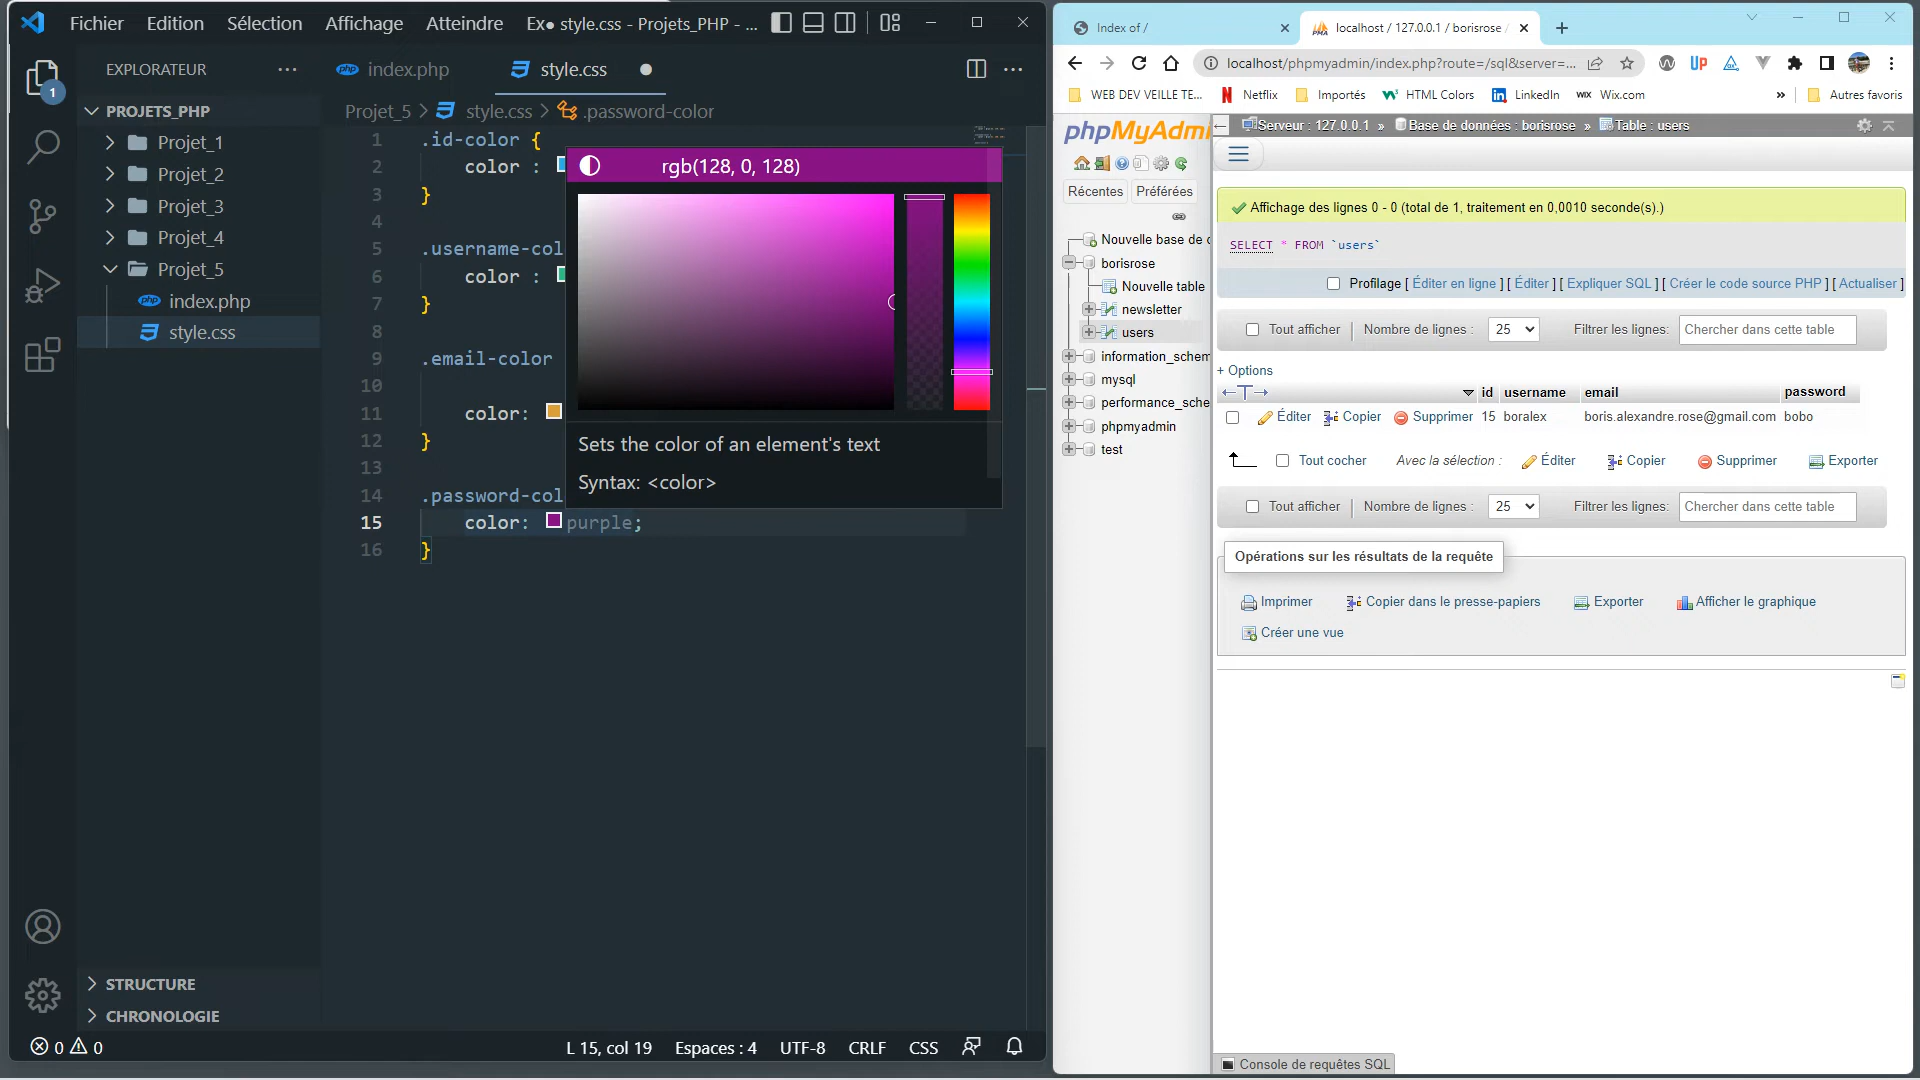 Fichier Edition Sélection Affichage Atteindre Ex● style.css - Projets_PHP - ...
EXPLORATEUR
1
PROJETS_PHP
Projet_1
Projet_2
Projet_3
Projet_4
Projet_5
index.php
style.css
STRUCTURE
CHRONOLOGIE
index.php style.css
Projet_5 > style.css > .password-color
1 .id-color {
2 color :
3 }
4
5 .username-col
6 color :
7 }
8
9 .email-color
10
11 color:
12 }
13
14 .password-col
15 color: purple;
16 }
rgb(128, 0, 128)
Sets the color of an element's text
Syntax: <color>
0 0 L 15, col 19 Espaces : 4 UTF-8 CRLF CSS
Index of / localhost / 127.0.0.1 / borisrose
localhost/phpmyadmin/index.php?route=/sql&server=...
UP
WEB DEV VEILLE TE... Netflix Importés HTML Colors LinkedIn WIX Wix.com » Autres favoris
phpMyAdmi
Récentes Préférées
Nouvelle base de
borisrose
Nouvelle table
newsletter
users
information_schem
mysql
performance_sche
phpmyadmin
test
Serveur : 127.0.0.1 » Base de données : borisrose » Table : users
Affichage des lignes 0 - 0 (total de 1, traitement en 0,0010 seconde(s).)
SELECT * FROM `users`
Profilage [ Éditer en ligne ] [ Éditer ] [ Expliquer SQL ] [ Créer le code source PHP ] [ Actualiser ]
Tout afficher | Nombre de lignes : 25 Filtrer les lignes: Chercher dans cette table
+ Options
←T→ id username email password
Éditer Copier Supprimer 15 boralex boris.alexandre.rose@gmail.com bobo
Tout cocher Avec la sélection : Éditer Copier Supprimer Exporter
Tout afficher | Nombre de lignes : 25 Filtrer les lignes: Chercher dans cette table
Opérations sur les résultats de la requête
Imprimer Copier dans le presse-papiers Exporter Afficher le graphique
Créer une vue
Console de requêtes SQL